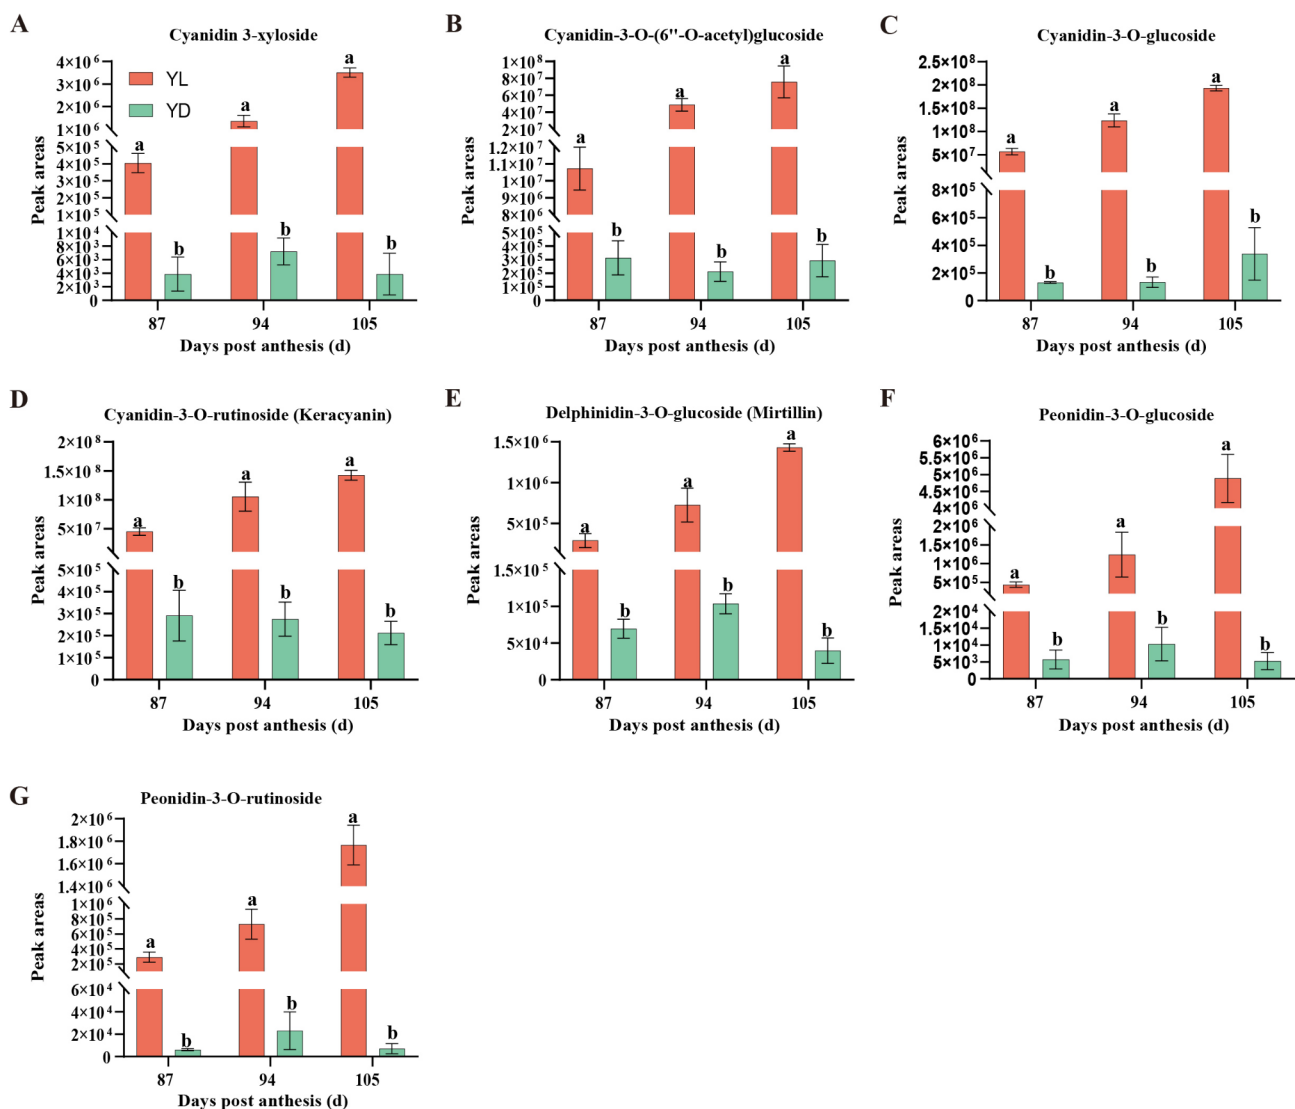 A
Cyanidin 3-xyloside
4×10⁶
3×10⁶
2×10⁶
1×10⁶
5×10⁵
4×10⁵
3×10⁵
2×10⁵
1×10⁵
1×10⁴
8×10³
6×10³
4×10³
2×10³
0
Peak areas
YL
YD
a
a
a
b
b
b
87
94
105
Days post anthesis (d)
B
Cyanidin-3-O-(6''-O-acetyl)glucoside
1×10⁸
8×10⁷
6×10⁷
4×10⁷
2×10⁷
1.2×10⁷
1.1×10⁷
1×10⁷
9×10⁶
8×10⁶
5×10⁵
4×10⁵
3×10⁵
2×10⁵
1×10⁵
0
Peak areas
a
a
a
b
b
b
87
94
105
Days post anthesis (d)
C
Cyanidin-3-O-glucoside
2.5×10⁸
2×10⁸
1.5×10⁸
1×10⁸
5×10⁷
8×10⁵
6×10⁵
4×10⁵
2×10⁵
0
Peak areas
a
a
a
b
b
b
87
94
105
Days post anthesis (d)
D
Cyanidin-3-O-rutinoside (Keracyanin)
2×10⁸
1.5×10⁸
1×10⁸
5×10⁷
5×10⁵
4×10⁵
3×10⁵
2×10⁵
1×10⁵
0
Peak areas
a
a
a
b
b
b
87
94
105
Days post anthesis (d)
E
Delphinidin-3-O-glucoside (Mirtillin)
1.5×10⁶
1×10⁶
5×10⁵
1.5×10⁵
1×10⁵
5×10⁴
0
Peak areas
a
a
a
b
b
b
87
94
105
Days post anthesis (d)
F
Peonidin-3-O-glucoside
6×10⁶
5.5×10⁶
5×10⁶
4.5×10⁶
4×10⁶
2×10⁶
1.5×10⁶
1×10⁶
5×10⁵
2×10⁴
1.5×10⁴
1×10⁴
5×10³
0
Peak areas
a
a
a
b
b
b
87
94
105
Days post anthesis (d)
G
Peonidin-3-O-rutinoside
2×10⁶
1.8×10⁶
1.6×10⁶
1.4×10⁶
1×10⁶
8×10⁵
6×10⁵
4×10⁵
2×10⁵
6×10⁴
4×10⁴
2×10⁴
0
Peak areas
a
a
a
b
b
b
87
94
105
Days post anthesis (d)